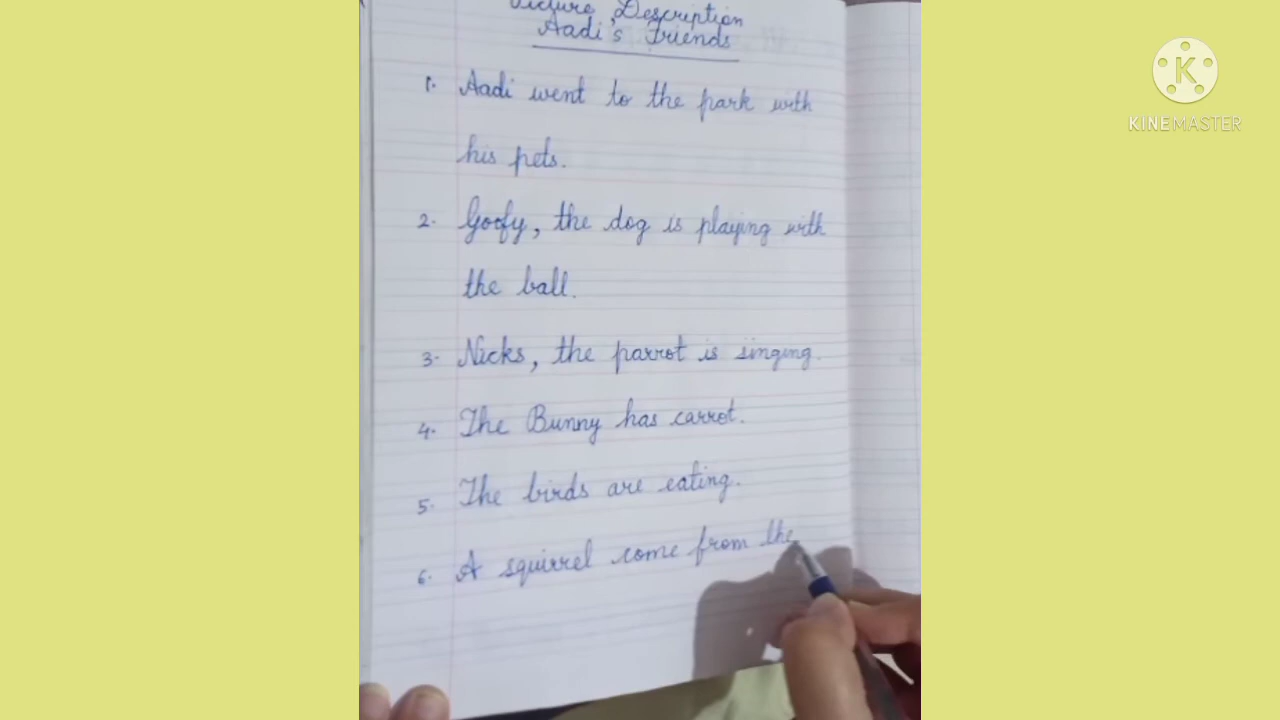 Picture Description
Aadi's Friends
1. Aadi went to the park with
his pets.
2. Goofy, the dog is playing with
the ball.
3. Nicks, the parrot is singing.
4. The Bunny has carrot.
5. The birds are eating.
6. A squirrel come from the
KINEMASTER